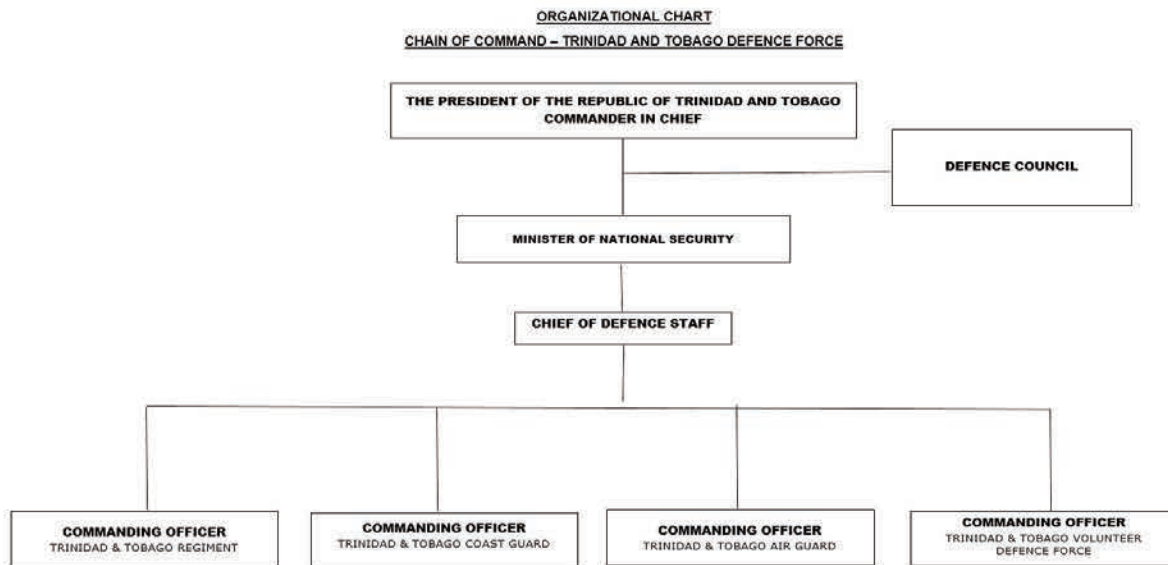 ORGANIZATIONAL CHART
CHAIN OF COMMAND – TRINIDAD AND TOBAGO DEFENCE FORCE
THE PRESIDENT OF THE REPUBLIC OF TRINIDAD AND TOBAGO
COMMANDER IN CHIEF
DEFENCE COUNCIL
MINISTER OF NATIONAL SECURITY
CHIEF OF DEFENCE STAFF
COMMANDING OFFICER
TRINIDAD & TOBAGO REGIMENT
COMMANDING OFFICER
TRINIDAD & TOBAGO COAST GUARD
COMMANDING OFFICER
TRINIDAD & TOBAGO AIR GUARD
COMMANDING OFFICER
TRINIDAD & TOBAGO VOLUNTEER
DEFENCE FORCE